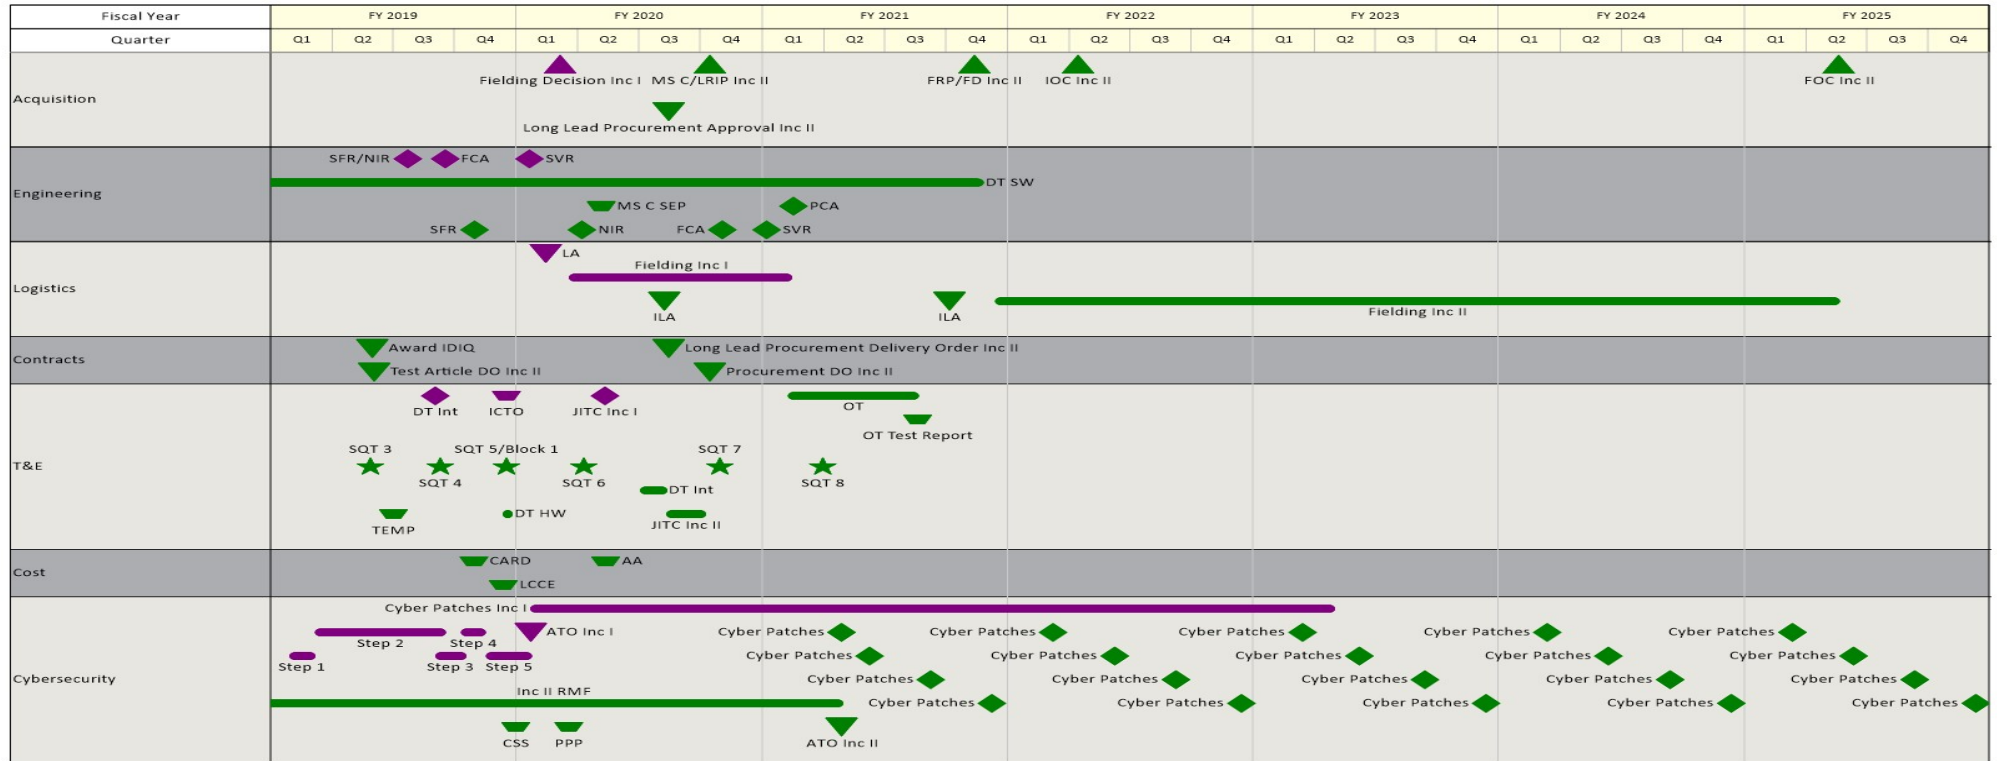 Fiscal Year FY 2019 FY 2020 FY 2021 FY 2022 FY 2023 FY 2024 FY 2025
Quarter Q1 Q2 Q3 Q4 Q1 Q2 Q3 Q4 Q1 Q2 Q3 Q4 Q1 Q2 Q3 Q4 Q1 Q2 Q3 Q4 Q1 Q2 Q3 Q4 Q1 Q2 Q3 Q4
Acquisition
Fielding Decision Inc I MS C/LRIP Inc II FRP/FD Inc II IOC Inc II FOC Inc II
Long Lead Procurement Approval Inc II
Engineering
SFR/NIR FCA SVR
DT SW
MS C SEP PCA
SFR NIR FCA SVR
Logistics
LA
Fielding Inc I
ILA ILA
Fielding Inc II
Contracts
Award IDIQ Long Lead Procurement Delivery Order Inc II
Test Article DO Inc II Procurement DO Inc II
T&E
DT Int ICTO JITC Inc I OT
OT Test Report
SQT 3 SQT 5/Block 1 SQT 7
SQT 4 SQT 6 SQT 8
DT Int
DT HW
TEMP JITC Inc II
Cost
CARD AA
LCCE
Cybersecurity
Cyber Patches Inc I
Step 2 Step 4 ATO Inc I Cyber Patches Cyber Patches Cyber Patches Cyber Patches Cyber Patches
Step 1 Step 3 Step 5 Cyber Patches Cyber Patches Cyber Patches Cyber Patches Cyber Patches
Cyber Patches Cyber Patches Cyber Patches Cyber Patches Cyber Patches
Inc II RMF Cyber Patches Cyber Patches Cyber Patches Cyber Patches Cyber Patches
CSS PPP ATO Inc II